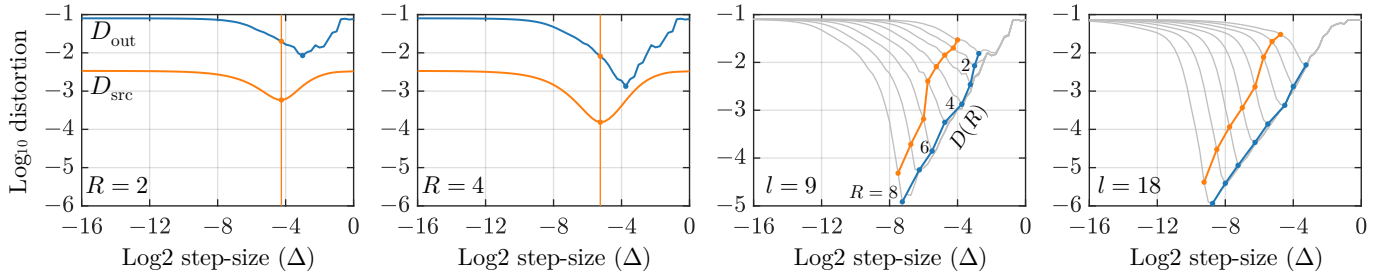 Log₁₀ distortion
−1
−2
−3
−4
−5
−6
D_out
D_src
R = 2
−16 −12 −8 −4 0
Log2 step-size (Δ)
−1
−2
−3
−4
−5
−6
R = 4
−16 −12 −8 −4 0
Log2 step-size (Δ)
−1
−2
−3
−4
−5
2
4
6
R = 8
D(R)
l = 9
−16 −12 −8 −4 0
Log2 step-size (Δ)
−1
−2
−3
−4
−5
−6
l = 18
−16 −12 −8 −4 0
Log2 step-size (Δ)